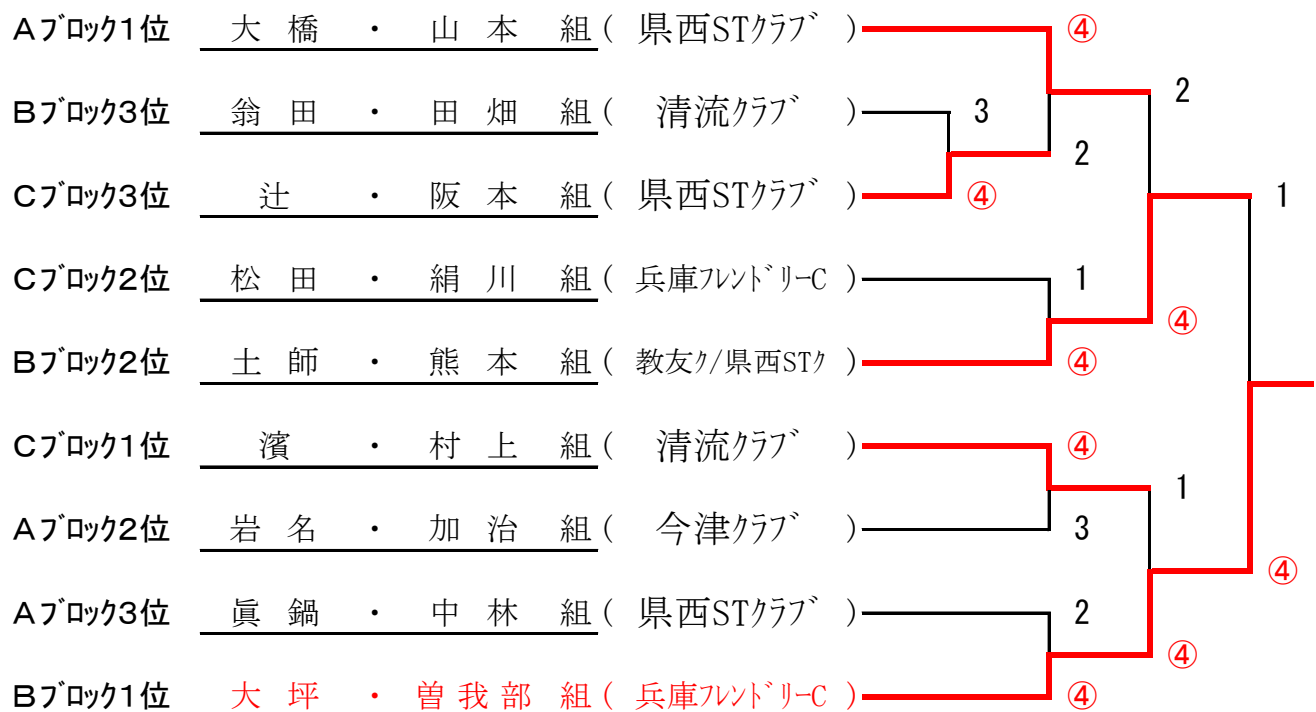 Aブロック1位 大橋・山本組(県西STクラブ) ④
2
Bブロック3位 翁田・田畑組(清流クラブ) 3
2
Cブロック3位 辻・阪本組(県西STクラブ) ④ 1
Cブロック2位 松田・絹川組(兵庫フレンドリーC) 1
④
Bブロック2位 土師・熊本組(教友ク/県西STク) ④
Cブロック1位 濱・村上組(清流クラブ) ④
1
Aブロック2位 岩名・加治組(今津クラブ) 3
④
Aブロック3位 眞鍋・中林組(県西STクラブ) 2
④
Bブロック1位 大坪・曽我部組(兵庫フレンドリーC) ④